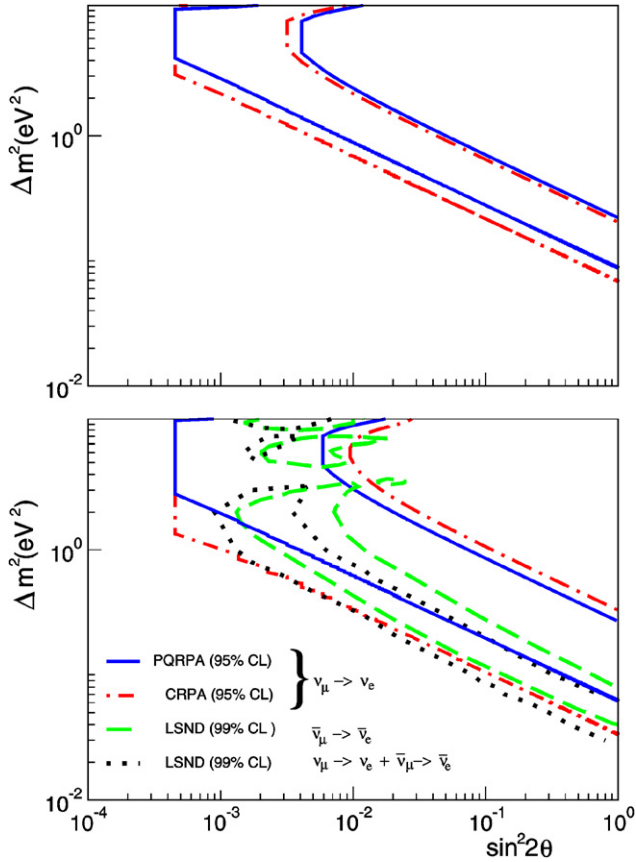 Δm²(eV²)
10⁰
10⁻²
Δm²(eV²)
10⁰
PQRPA (95% CL)
CRPA (95% CL)
} νμ -> νe
LSND (99% CL )
ν̄μ -> ν̄e
LSND (99% CL)
νμ -> νe + ν̄μ -> ν̄e
10⁻²
10⁻⁴ 10⁻³ 10⁻² 10⁻¹ 10⁰
sin²2θ